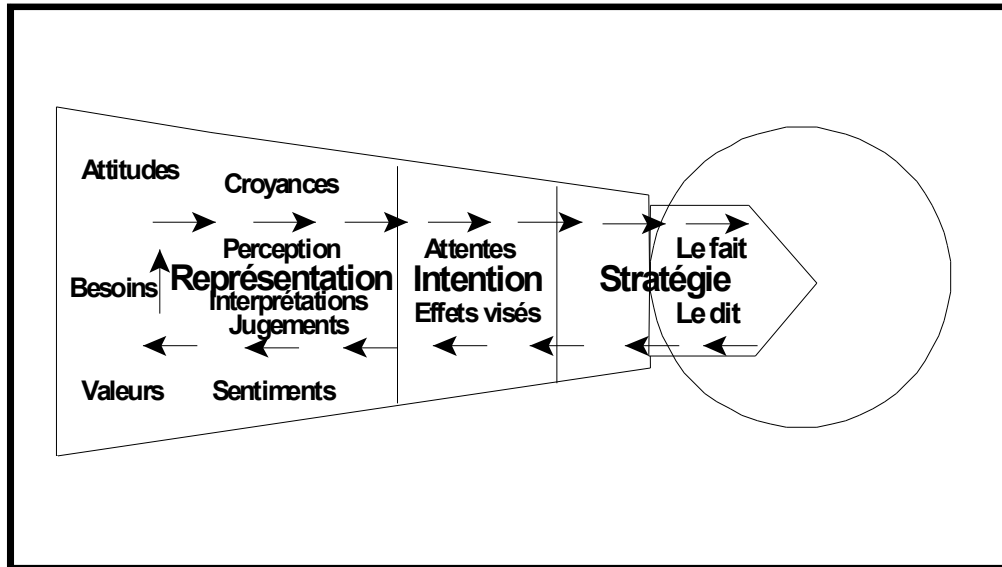 Attitudes
Croyances
Besoins
Perception
Représentation
Interprétations
Jugements
Valeurs
Sentiments
Attentes
Intention
Effets visés
Stratégie
Le fait
Le dit